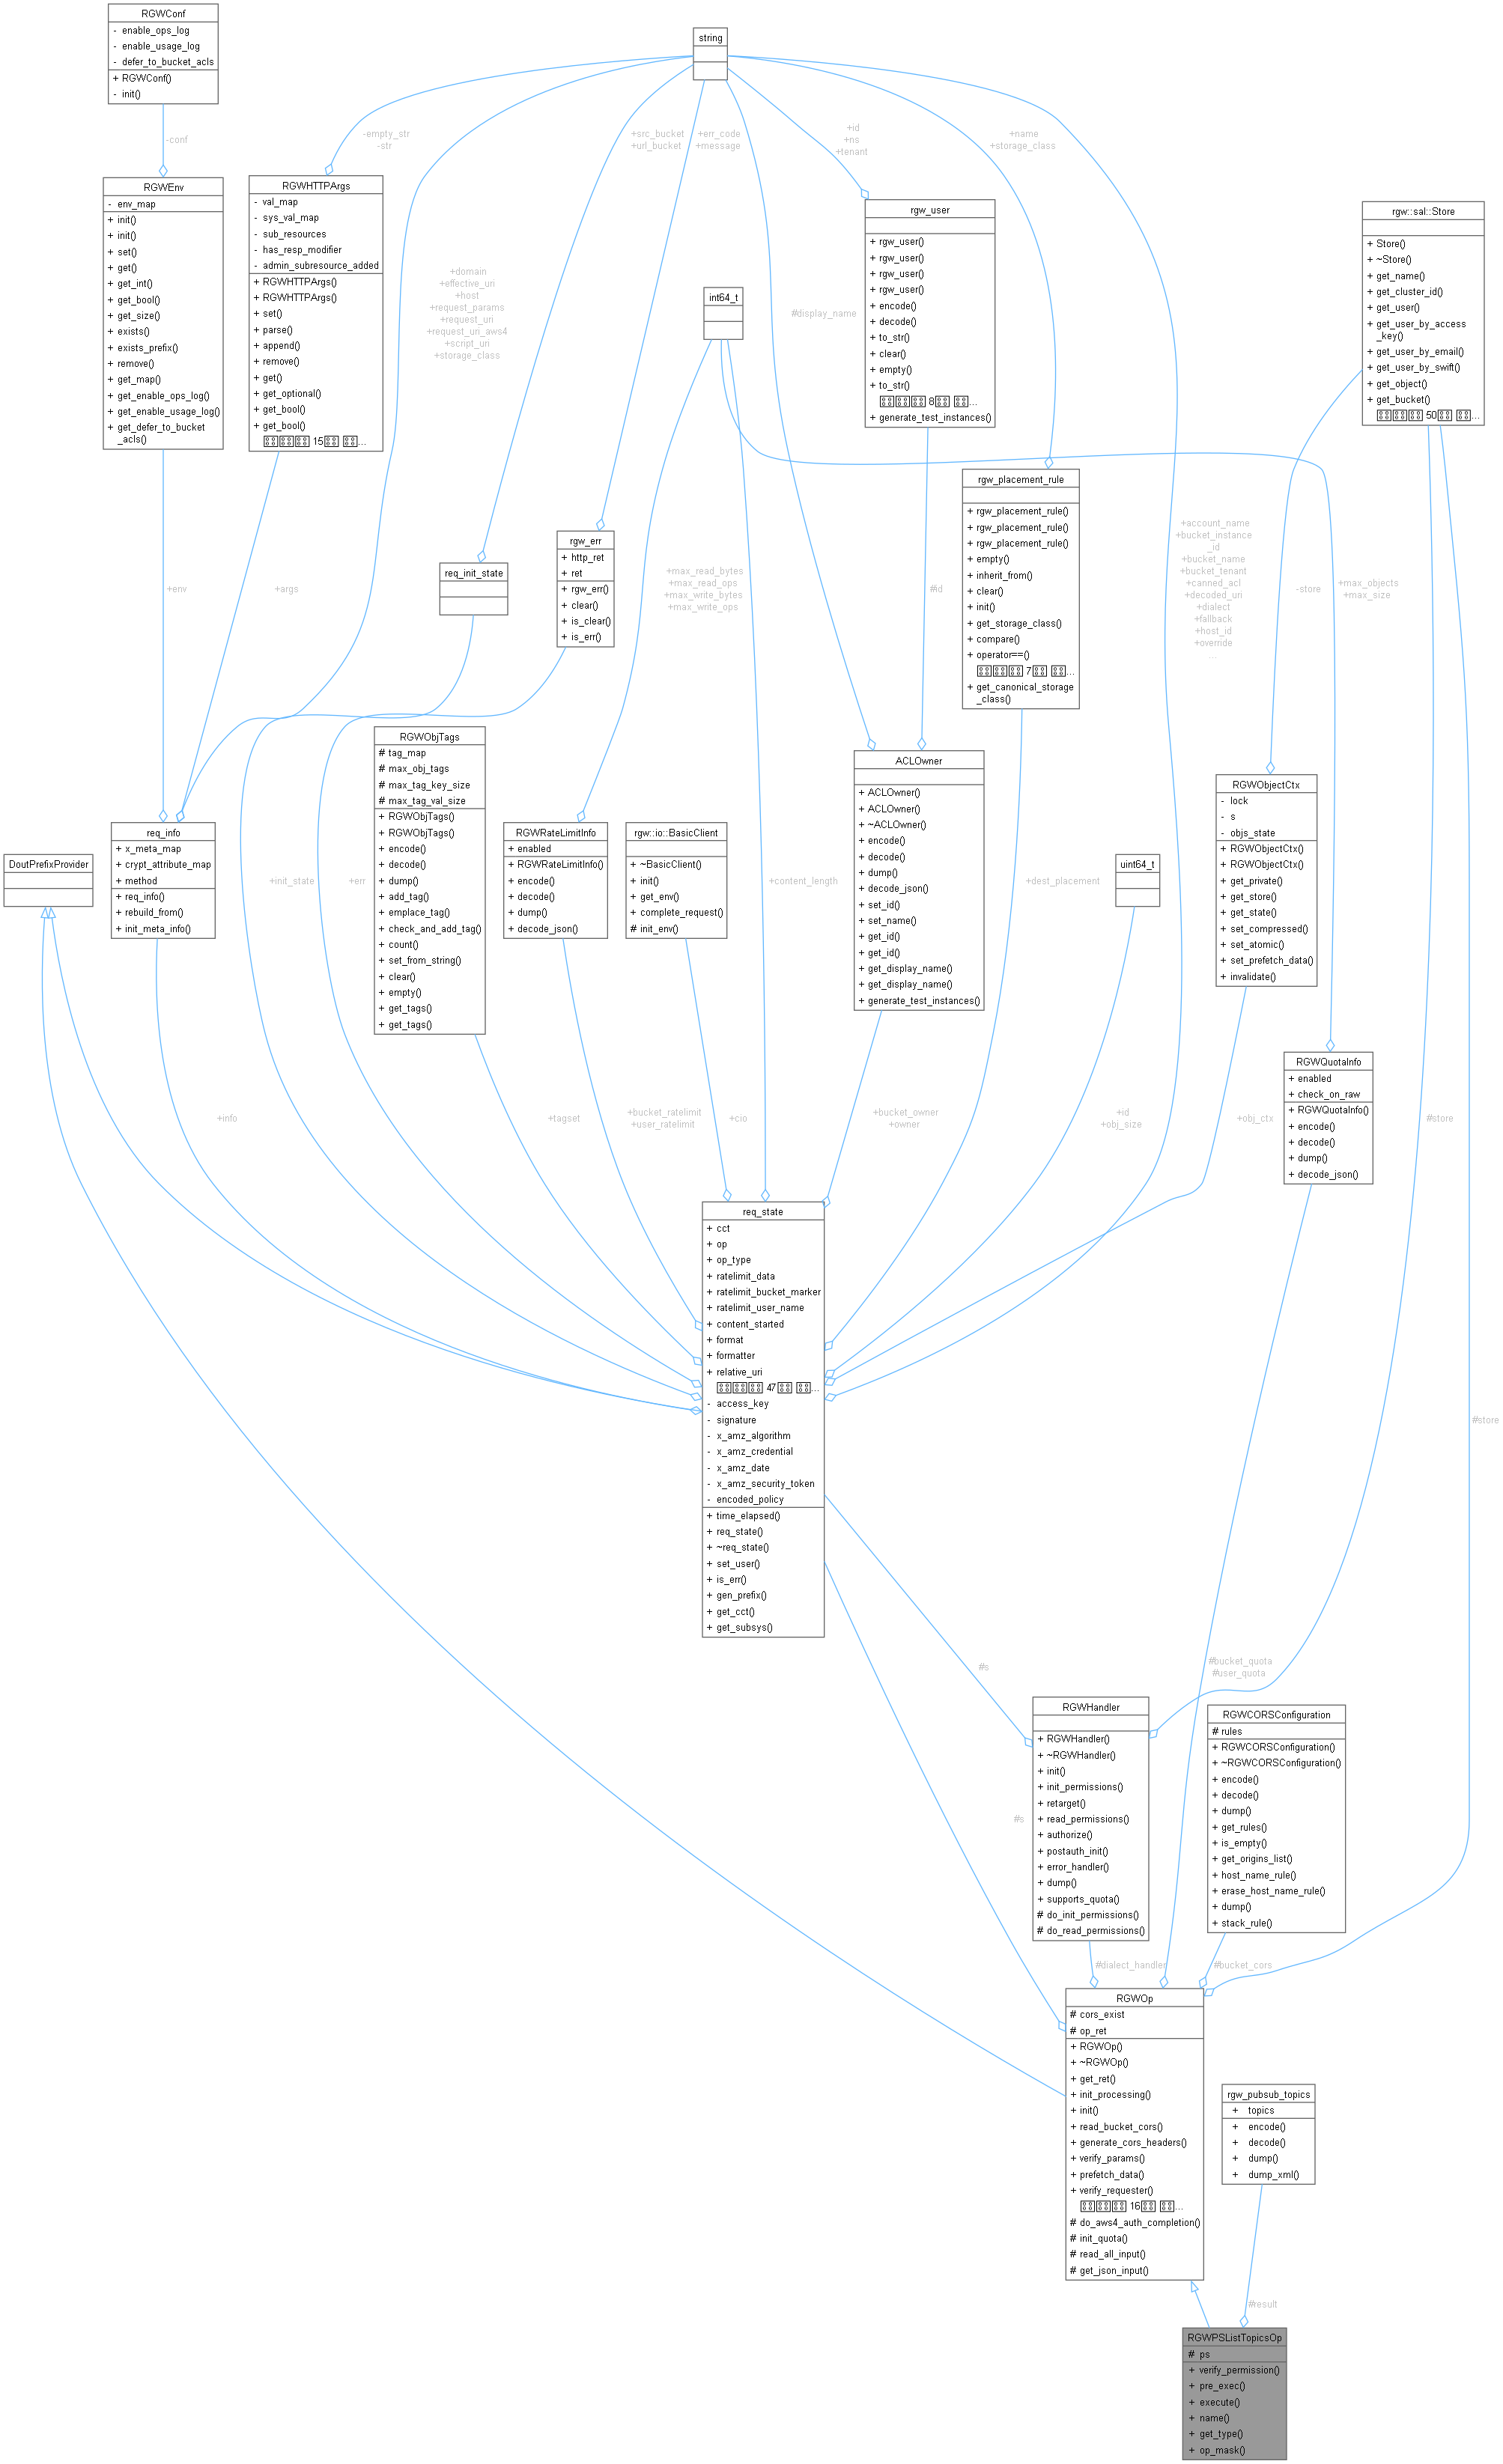 RGWConf
- enable_ops_log
- enable_usage_log
- defer_to_bucket_acls
+ RGWConf()
- init()
string
-conf
-empty_str
-str
+src_bucket
+url_bucket
+err_code
+message
+id
+ns
+tenant
+name
+storage_class
RGWEnv
- env_map
+ init()
+ init()
+ set()
+ get()
+ get_int()
+ get_bool()
+ get_size()
+ exists()
+ exists_prefix()
+ remove()
+ get_map()
+ get_enable_ops_log()
+ get_enable_usage_log()
+ get_defer_to_bucket
_acls()
RGWHTTPArgs
- val_map
- sys_val_map
- sub_resources
- has_resp_modifier
- admin_subresource_added
+ RGWHTTPArgs()
+ RGWHTTPArgs()
+ set()
+ parse()
+ append()
+ remove()
+ get()
+ get_optional()
+ get_bool()
+ get_bool()
15
...
+domain
+effective_uri
+host
+request_params
+request_uri
+request_uri_aws4
+script_uri
+storage_class
int64_t
#display_name
rgw_user
+ rgw_user()
+ rgw_user()
+ rgw_user()
+ rgw_user()
+ encode()
+ decode()
+ to_str()
+ clear()
+ empty()
+ to_str()
8
...
+ generate_test_instances()
rgw::sal::Store
+ Store()
+ ~Store()
+ get_name()
+ get_cluster_id()
+ get_user()
+ get_user_by_access
_key()
+ get_user_by_email()
+ get_user_by_swift()
+ get_object()
+ get_bucket()
50
...
rgw_placement_rule
+ rgw_placement_rule()
+ rgw_placement_rule()
+ rgw_placement_rule()
+ empty()
+ inherit_from()
+ clear()
+ init()
+ get_storage_class()
+ compare()
+ operator==()
7
...
+ get_canonical_storage
_class()
+env
+args
req_init_state
rgw_err
+ http_ret
+ ret
+ rgw_err()
+ clear()
+ is_clear()
+ is_err()
+max_read_bytes
+max_read_ops
+max_write_bytes
+max_write_ops
#id
+account_name
+bucket_instance
_id
+bucket_name
+bucket_tenant
+canned_acl
+decoded_uri
+dialect
+fallback
+host_id
+override
...
-store
+max_objects
+max_size
DoutPrefixProvider
req_info
+ x_meta_map
+ crypt_attribute_map
+ method
+ req_info()
+ rebuild_from()
+ init_meta_info()
+init_state
+err
RGWObjTags
# tag_map
# max_obj_tags
# max_tag_key_size
# max_tag_val_size
+ RGWObjTags()
+ RGWObjTags()
+ encode()
+ decode()
+ dump()
+ add_tag()
+ emplace_tag()
+ check_and_add_tag()
+ count()
+ set_from_string()
+ clear()
+ empty()
+ get_tags()
+ get_tags()
RGWRateLimitInfo
+ enabled
+ RGWRateLimitInfo()
+ encode()
+ decode()
+ dump()
+ decode_json()
rgw::io::BasicClient
+ ~BasicClient()
+ init()
+ get_env()
+ complete_request()
# init_env()
+content_length
ACLOwner
+ ACLOwner()
+ ACLOwner()
+ ~ACLOwner()
+ encode()
+ decode()
+ dump()
+ decode_json()
+ set_id()
+ set_name()
+ get_id()
+ get_id()
+ get_display_name()
+ get_display_name()
+ generate_test_instances()
+dest_placement
uint64_t
RGWObjectCtx
- lock
- s
- objs_state
+ RGWObjectCtx()
+ RGWObjectCtx()
+ get_private()
+ get_store()
+ get_state()
+ set_compressed()
+ set_atomic()
+ set_prefetch_data()
+ invalidate()
RGWQuotaInfo
+ enabled
+ check_on_raw
+ RGWQuotaInfo()
+ encode()
+ decode()
+ dump()
+ decode_json()
+info
+tagset
+bucket_ratelimit
+user_ratelimit
+cio
+bucket_owner
+owner
+id
+obj_size
+obj_ctx
#store
req_state
+ cct
+ op
+ op_type
+ ratelimit_data
+ ratelimit_bucket_marker
+ ratelimit_user_name
+ content_started
+ format
+ formatter
+ relative_uri
47
...
- access_key
- signature
- x_amz_algorithm
- x_amz_credential
- x_amz_date
- x_amz_security_token
- encoded_policy
+ time_elapsed()
+ req_state()
+ ~req_state()
+ set_user()
+ is_err()
+ gen_prefix()
+ get_cct()
+ get_subsys()
#store
#s
#bucket_quota
#user_quota
#s
RGWHandler
+ RGWHandler()
+ ~RGWHandler()
+ init()
+ init_permissions()
+ retarget()
+ read_permissions()
+ authorize()
+ postauth_init()
+ error_handler()
+ dump()
+ supports_quota()
# do_init_permissions()
# do_read_permissions()
RGWCORSConfiguration
# rules
+ RGWCORSConfiguration()
+ ~RGWCORSConfiguration()
+ encode()
+ decode()
+ dump()
+ get_rules()
+ is_empty()
+ get_origins_list()
+ host_name_rule()
+ erase_host_name_rule()
+ dump()
+ stack_rule()
#dialect_handler
#bucket_cors
RGWOp
# cors_exist
# op_ret
+ RGWOp()
+ ~RGWOp()
+ get_ret()
+ init_processing()
+ init()
+ read_bucket_cors()
+ generate_cors_headers()
+ verify_params()
+ prefetch_data()
+ verify_requester()
16
...
# do_aws4_auth_completion()
# init_quota()
# read_all_input()
# get_json_input()
rgw_pubsub_topics
+ topics
+ encode()
+ decode()
+ dump()
+ dump_xml()
#result
RGWPSListTopicsOp
# ps
+ verify_permission()
+ pre_exec()
+ execute()
+ name()
+ get_type()
+ op_mask()